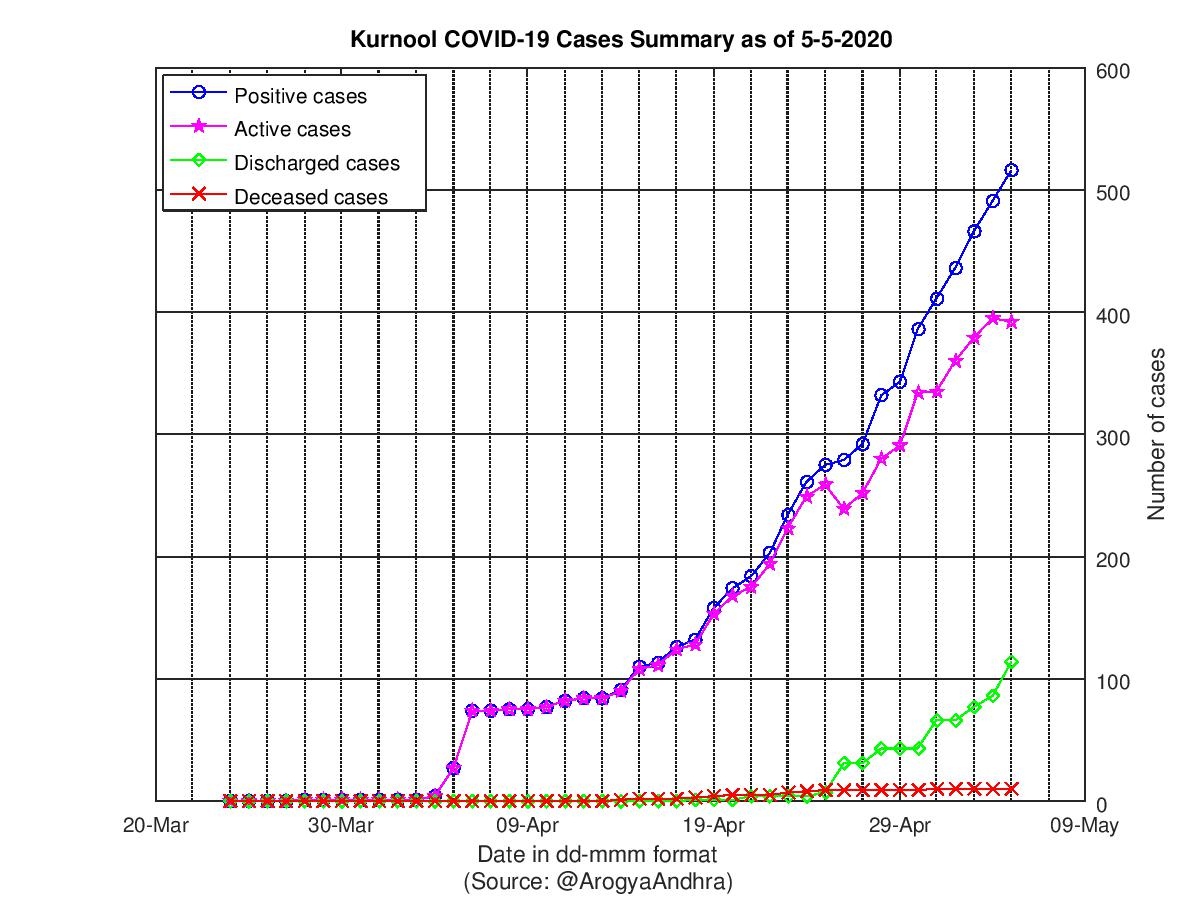 Kurnool COVID-19 Cases Summary as of 5-5-2020
Positive cases
Active cases
Discharged cases
Deceased cases
600
500
400
300
200
100
0
Number of cases
20-Mar 30-Mar 09-Apr 19-Apr 29-Apr 09-May
Date in dd-mmm format
(Source: @ArogyaAndhra)